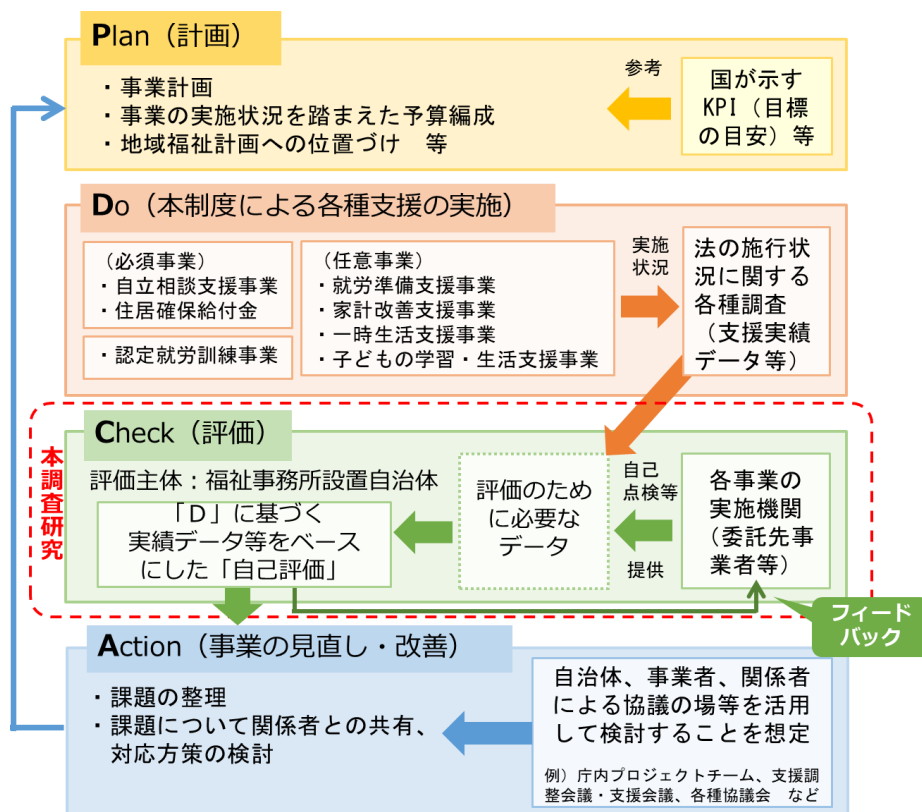 Plan（計画）
・事業計画
・事業の実施状況を踏まえた予算編成
・地域福祉計画への位置づけ　等
参考
国が示す
KPI（目標
の目安）等
Do（本制度による各種支援の実施）
（必須事業）
・自立相談支援事業
・住居確保給付金
・認定就労訓練事業
（任意事業）
・就労準備支援事業
・家計改善支援事業
・一時生活支援事業
・子どもの学習・生活支援事業
実施
状況
法の施行状
況に関する
各種調査
（支援実績
データ等）
本調査研究
Check（評価）
評価主体：福祉事務所設置自治体
「Ｄ」に基づく
実績データ等をベース
にした「自己評価」
評価のため
に必要な
データ
自己
点検等
提供
各事業の
実施機関
（委託先事
業者等）
フィード
バック
Action（事業の見直し・改善）
・課題の整理
・課題について関係者との共有、
対応方策の検討
自治体、事業者、関係者
による協議の場等を活用
して検討することを想定
例）庁内プロジェクトチーム、支援調
整会議・支援会議、各種協議会　など